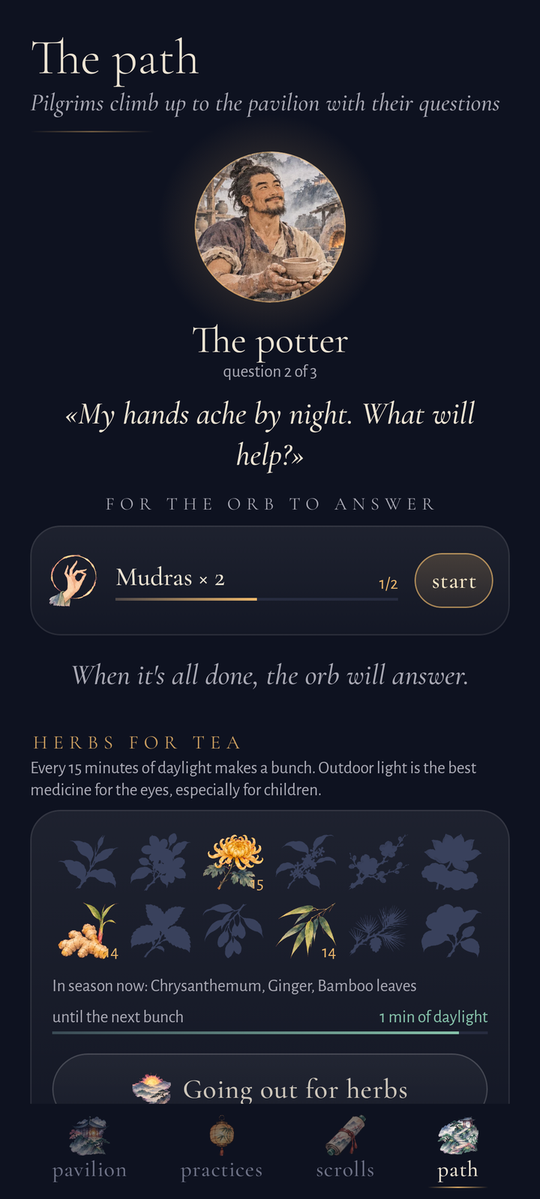 The path
Pilgrims climb up to the pavilion with their questions
The potter
question 2 of 3
«My hands ache by night. What will
help?»
FOR THE ORB TO ANSWER
Mudras × 2
1/2
start
When it's all done, the orb will answer.
HERBS FOR TEA
Every 15 minutes of daylight makes a bunch. Outdoor light is the best
medicine for the eyes, especially for children.
15
14
14
In season now: Chrysanthemum, Ginger, Bamboo leaves
until the next bunch
1 min of daylight
Going out for herbs
pavilion
practices
scrolls
path